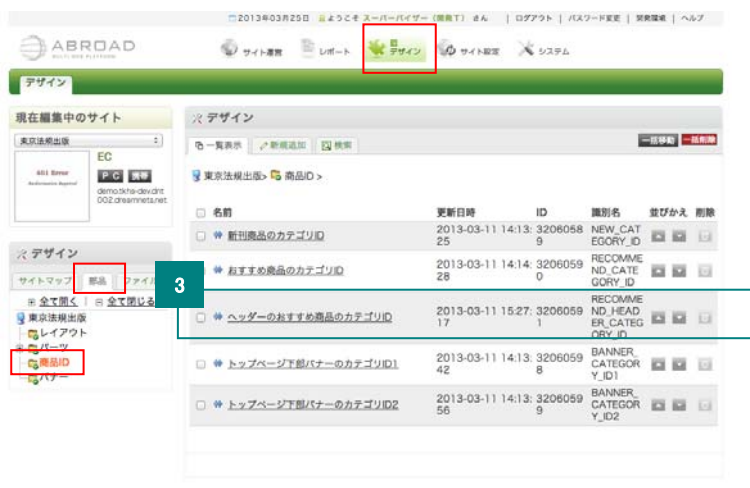 2013年03月25日 ようこそ スーパーバイザー（開発T） さん | ログアウト | パスワード変更 | 開発環境 | ヘルプ
ABROAD
サイト運営 レポート デザイン サイト設定 システム
デザイン
現在編集中のサイト
東京法規出版
EC
401 Error
PC 携帯
demo.tkhs-dev.dnt
002.dreamnets.net
デザイン
サイトマップ 部品 ファイル
全て開く | 全て閉じる
東京法規出版
レイアウト
パーツ
商品ID
バナー
デザイン
一覧表示 新規追加 検索 一括移動 一括削除
東京法規出版> 商品ID >
名前 更新日時 ID 識別名 並びかえ 削除
新刊商品のカテゴリID 2013-03-11 14:13:25 32060589 NEW_CATEGORY_ID
おすすめ商品のカテゴリID 2013-03-11 14:14:28 32060590 RECOMMEND_CATEGORY_ID
3
ヘッダーのおすすめ商品のカテゴリID 2013-03-11 15:27:17 32060591 RECOMMEND_HEADER_CATEGORY_ID
トップページ下部バナーのカテゴリID1 2013-03-11 14:13:42 32060598 BANNER_CATEGORY_ID1
トップページ下部バナーのカテゴリID2 2013-03-11 14:13:56 32060599 BANNER_CATEGORY_ID2